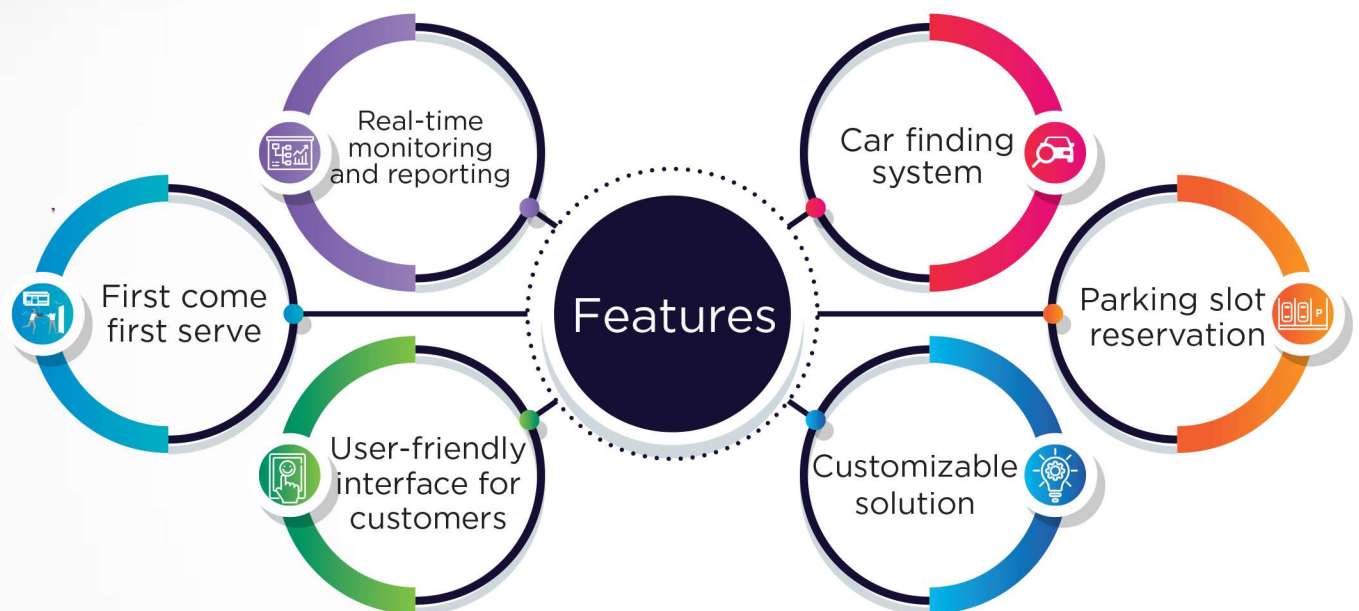 Real-time
monitoring
and reporting
Car finding
system
First come
first serve
Features
Parking slot
reservation
P
User-friendly
interface for
customers
Customizable
solution